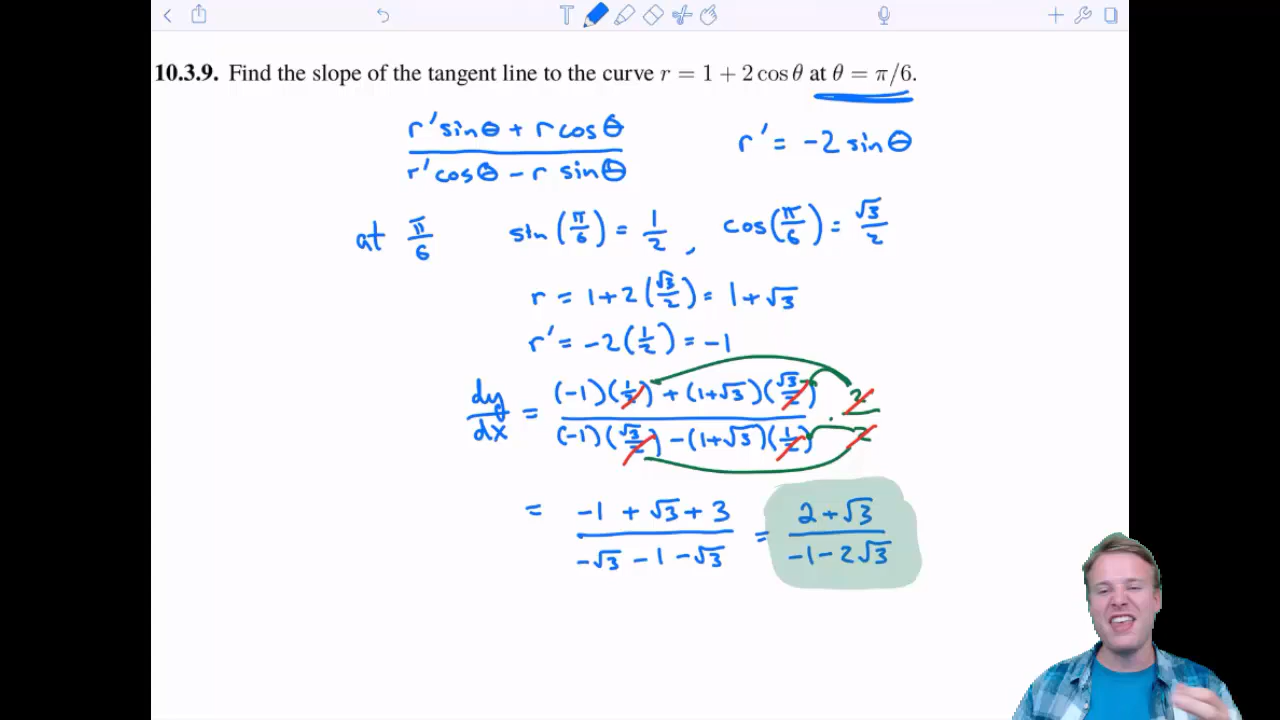 10.3.9. Find the slope of the tangent line to the curve r = 1 + 2 cos θ at θ = π/6.
r' sinθ + r cosθ
r' cosθ - r sinθ
r' = -2 sinθ
at π/6 sin(π/6) = 1/2, cos(π/6) = √3/2
r = 1+2(√3/2) = 1+√3
r' = -2(1/2) = -1
dy/dx = (-1)(1/2) + (1+√3)(√3/2) / (-1)(√3/2) - (1+√3)(1/2) · 2/2
= -1 + √3 + 3 / -√3 - 1 - √3 = 2+√3 / -1-2√3
T